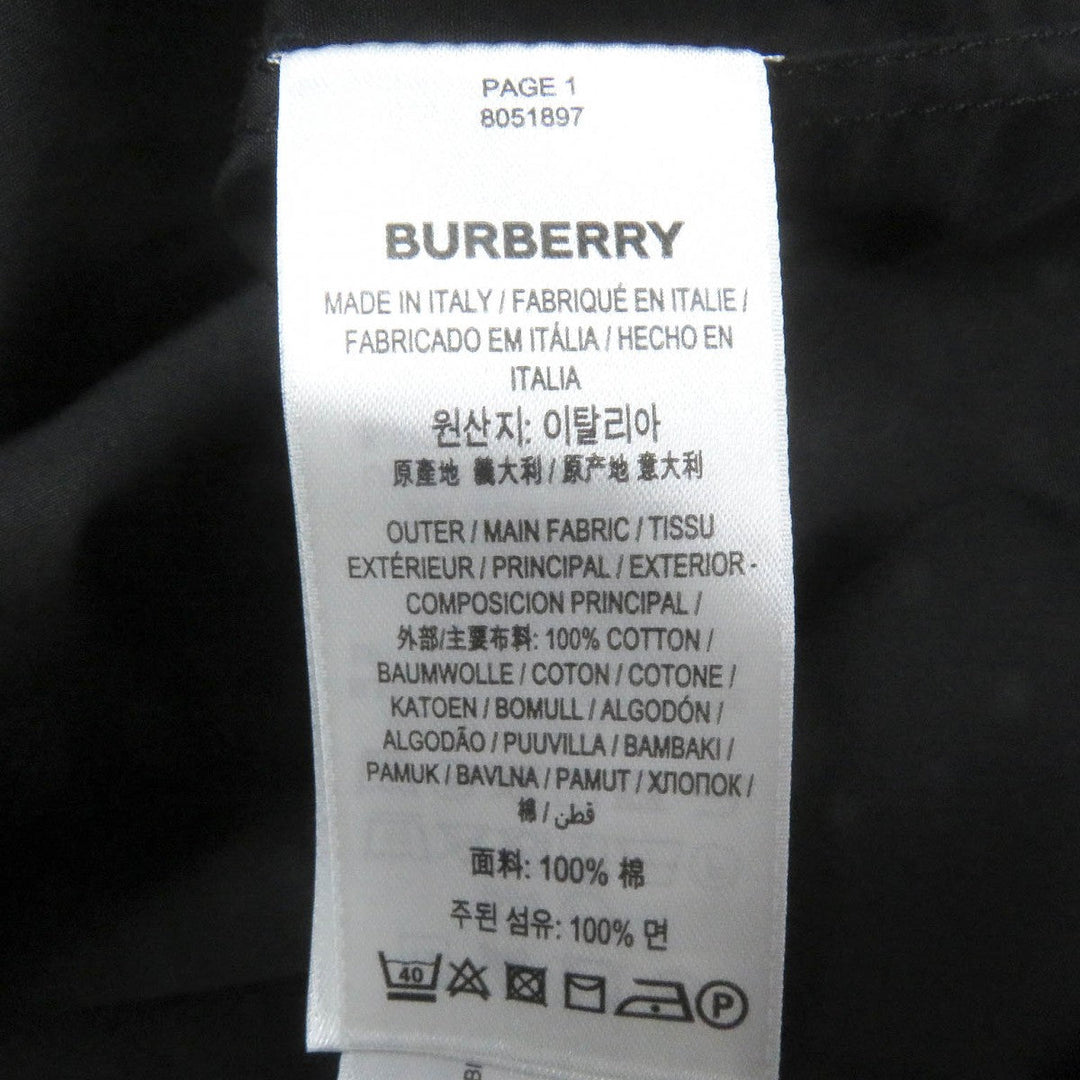 PAGE 1
8051897
BURBERRY
MADE IN ITALY / FABRIQUÉ EN ITALIE /
FABRICADO EM ITÁLIA / HECHO EN
ITALIA
원산지: 이탈리아
原產地 義大利 / 原产地 意大利
OUTER / MAIN FABRIC / TISSU
EXTÉRIEUR / PRINCIPAL / EXTERIOR -
COMPOSICION PRINCIPAL /
外部/主要布料: 100% COTTON /
BAUMWOLLE / COTON / COTONE /
KATOEN / BOMULL / ALGODÓN /
ALGODÃO / PUUVILLA / BAMBAKI /
PAMUK / BAVLNA / PAMUT / ХЛОПОК /
棉 / قطن
面料: 100% 棉
주된 섬유: 100% 면
40 P